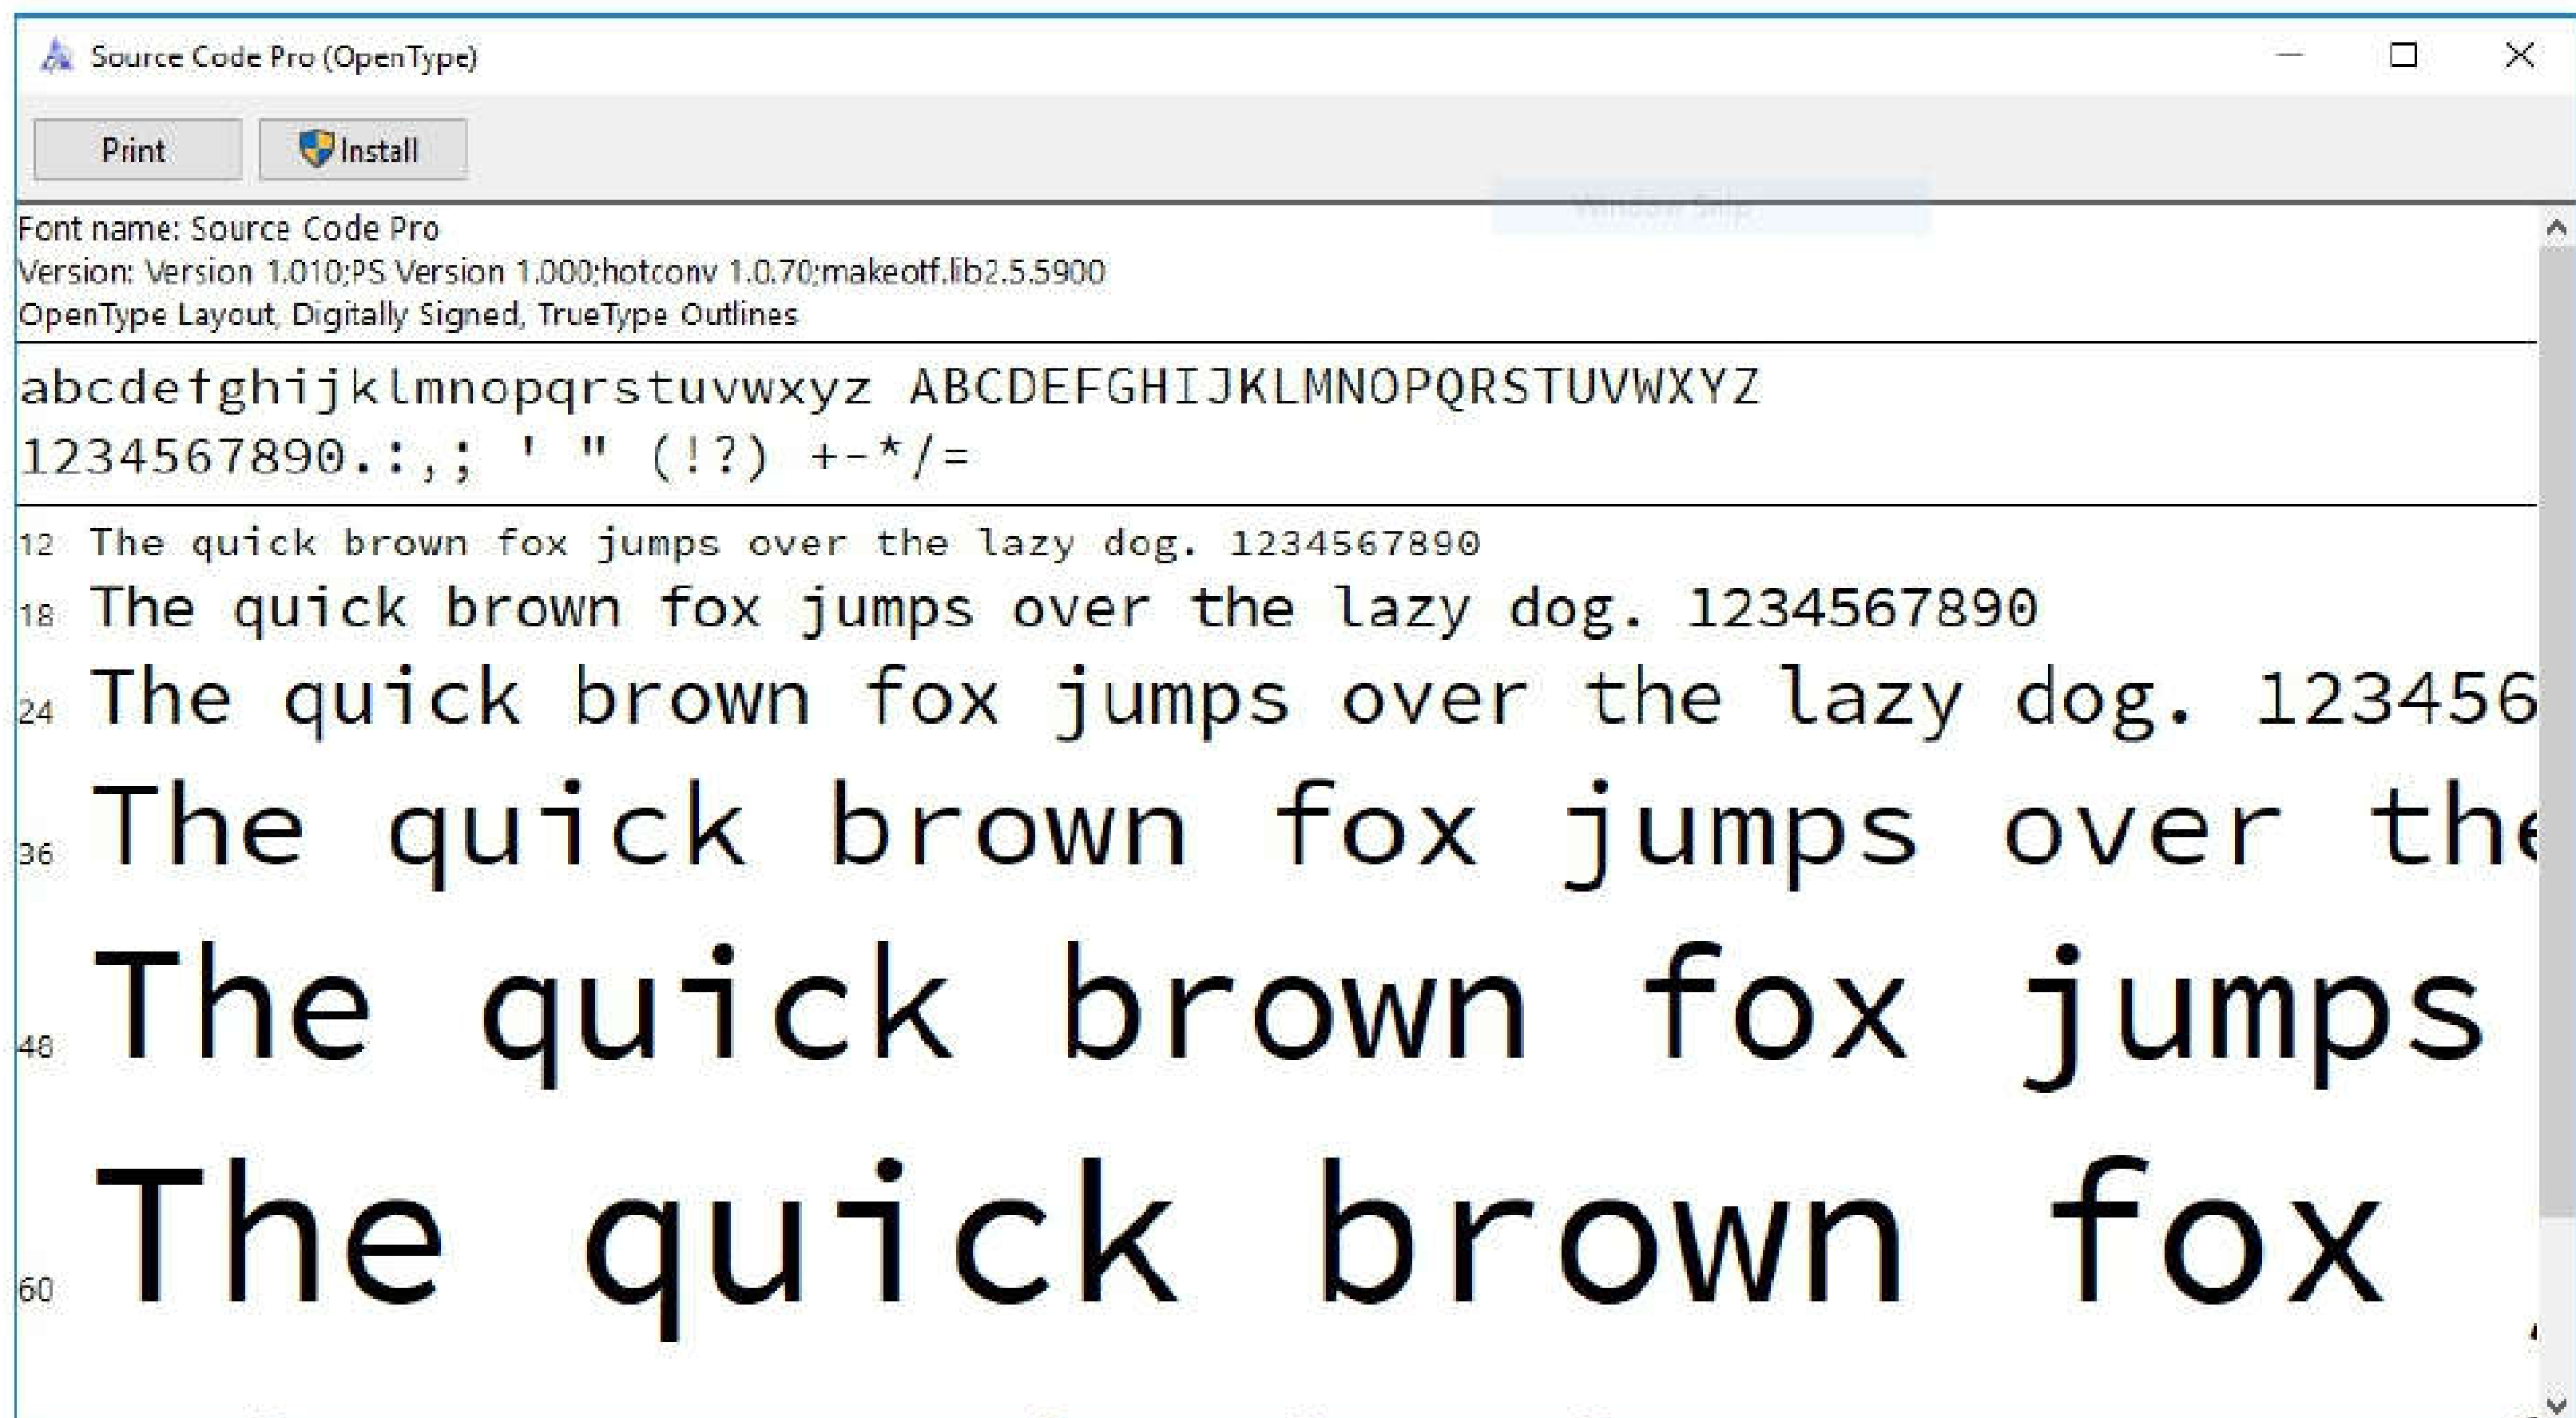 Source Code Pro (OpenType)
Print Install
Window Snip
Font name: Source Code Pro
Version: Version 1.010;PS Version 1.000;hotconv 1.0.70;makeotf.lib2.5.5900
OpenType Layout, Digitally Signed, TrueType Outlines
abcdefghijklmnopqrstuvwxyz ABCDEFGHIJKLMNOPQRSTUVWXYZ
1234567890.:,; ' " (!?) +-*/=
12 The quick brown fox jumps over the lazy dog. 1234567890
18 The quick brown fox jumps over the lazy dog. 1234567890
24 The quick brown fox jumps over the lazy dog. 123456
36 The quick brown fox jumps over the
48 The quick brown fox jumps
60 The quick brown fox